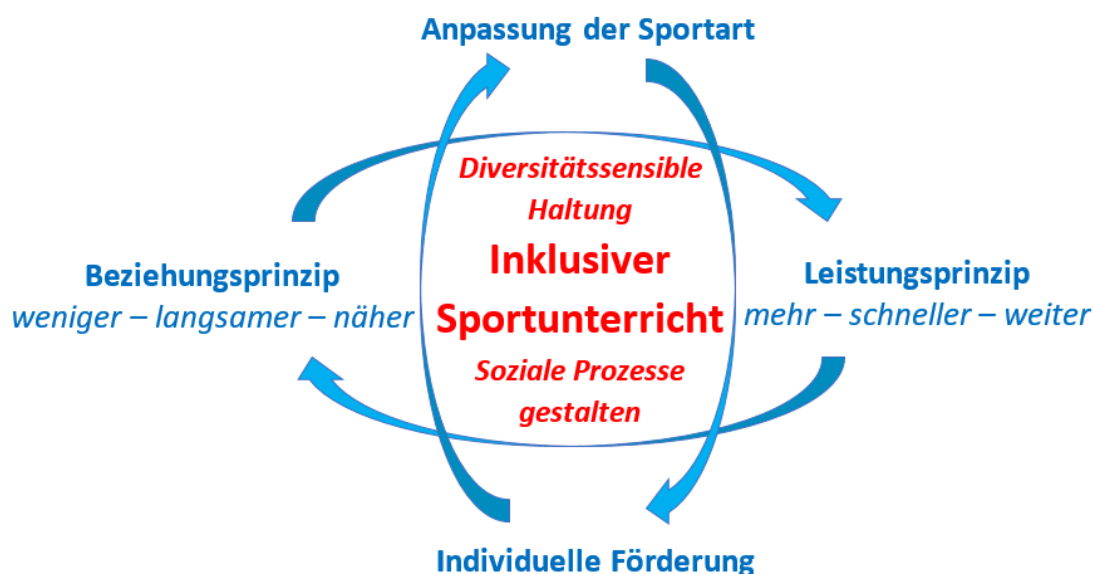 Anpassung der Sportart
Diversitätssensible
Haltung
Inklusiver
Sportunterricht
Soziale Prozesse
gestalten
Beziehungsprinzip
weniger – langsamer – näher
Leistungsprinzip
mehr – schneller – weiter
Individuelle Förderung